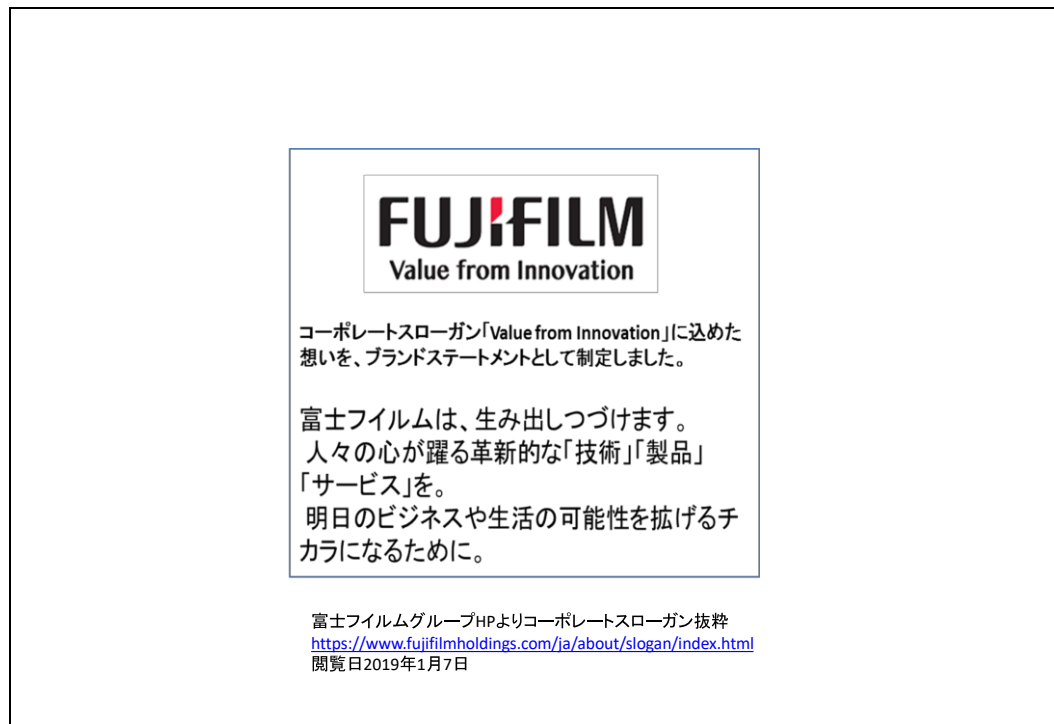 FUJIFILM
Value from Innovation
コーポレートスローガン「Value from Innovation」に込めた
想いを、ブランドステートメントとして制定しました。
富士フイルムは、生み出しつづけます。
人々の心が躍る革新的な「技術」「製品」
「サービス」を。
明日のビジネスや生活の可能性を拡げるチ
カラになるために。
富士フイルムグループHPよりコーポレートスローガン抜粋
https://www.fujifilmholdings.com/ja/about/slogan/index.html
閲覧日2019年1月7日